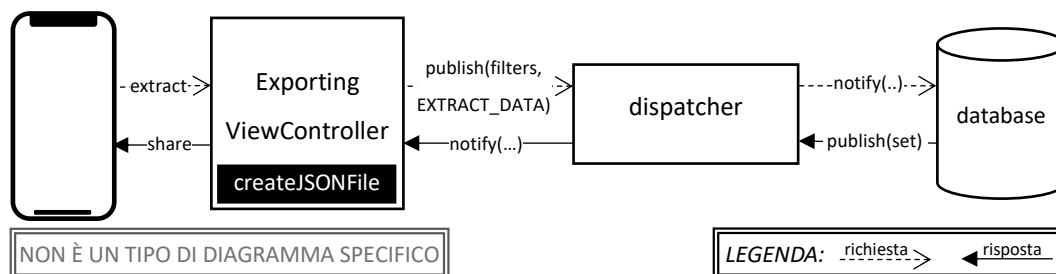 extract
share
Exporting
ViewController
createJSONFile
publish(filters,
EXTRACT_DATA)
notify(…)
dispatcher
notify(..)
publish(set)
database
NON È UN TIPO DI DIAGRAMMA SPECIFICO
LEGENDA: richiesta risposta